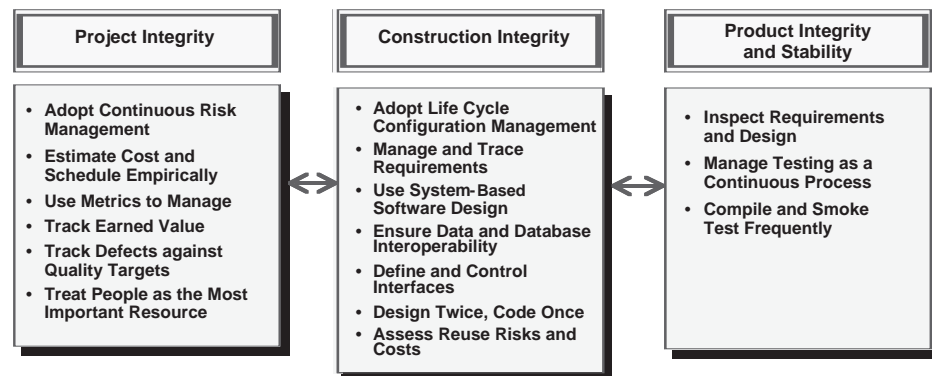 Project Integrity
• Adopt Continuous Risk
Management
• Estimate Cost and
Schedule Empirically
• Use Metrics to Manage
• Track Earned Value
• Track Defects against
Quality Targets
• Treat People as the Most
Important Resource
Construction Integrity
• Adopt Life Cycle
Configuration Management
• Manage and Trace
Requirements
• Use System-Based
Software Design
• Ensure Data and Database
Interoperability
• Define and Control
Interfaces
• Design Twice, Code Once
• Assess Reuse Risks and
Costs
Product Integrity
and Stability
• Inspect Requirements
and Design
• Manage Testing as a
Continuous Process
• Compile and Smoke
Test Frequently